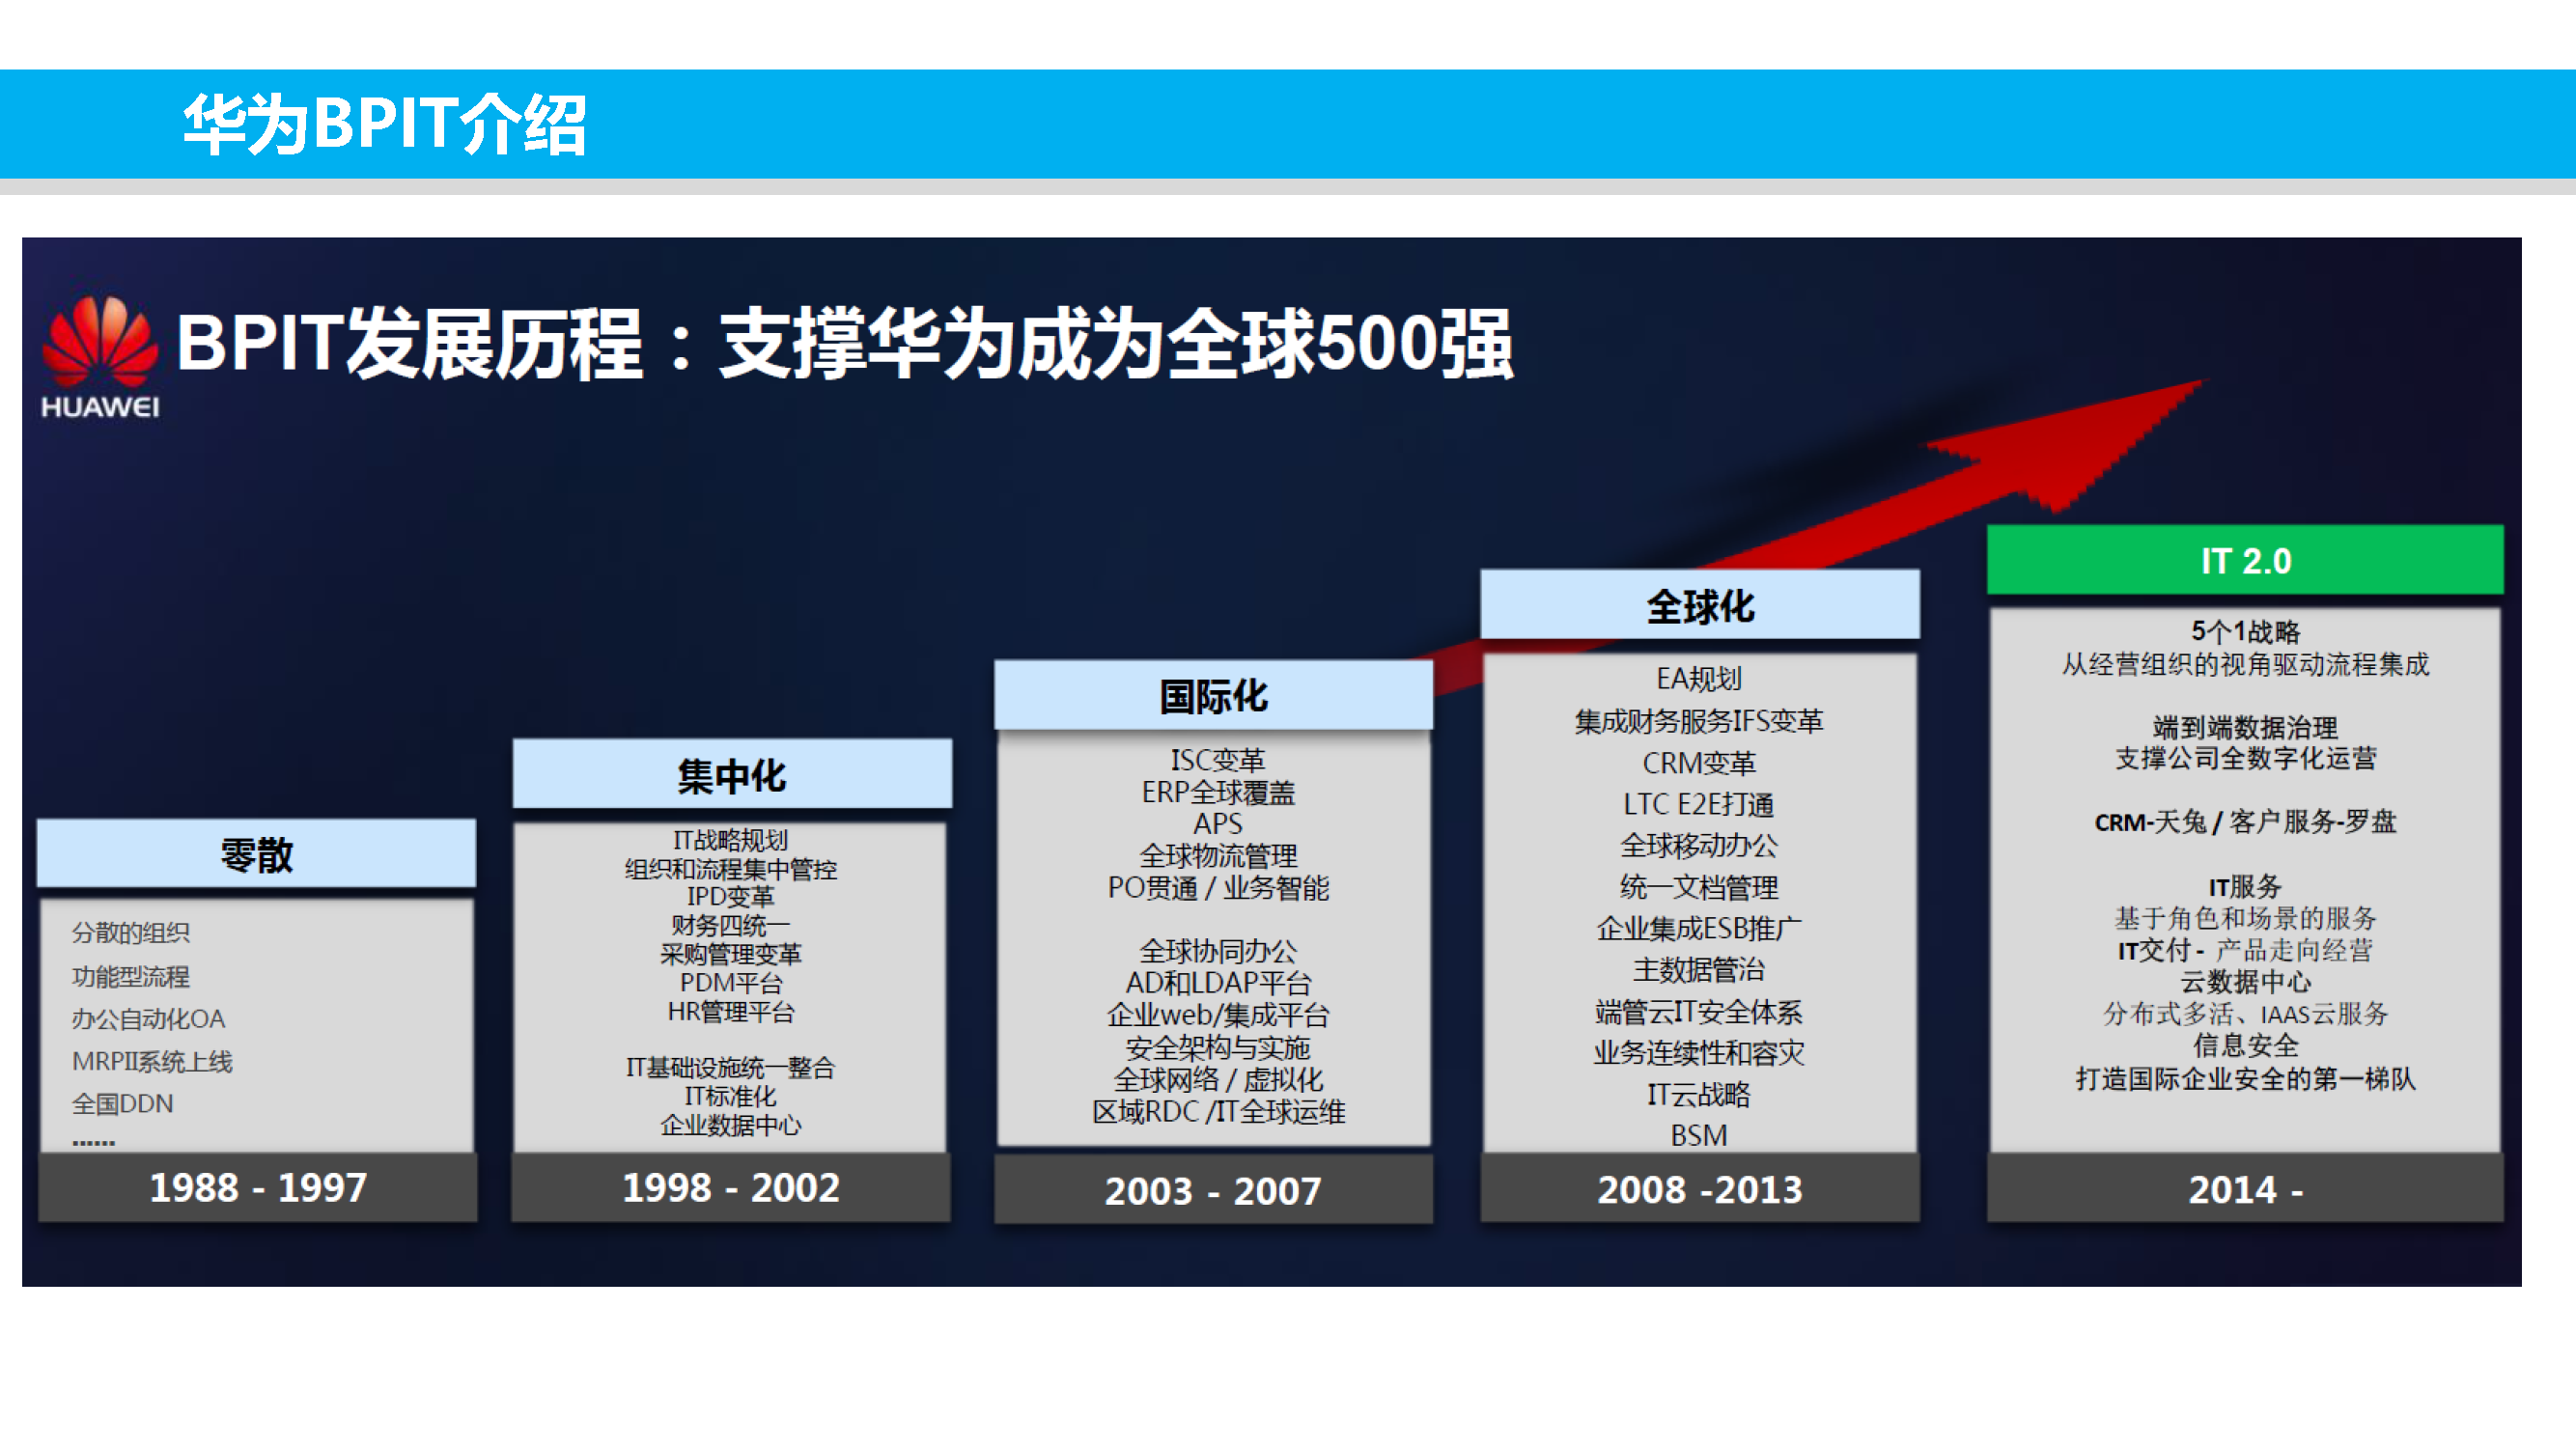 华为BPIT介绍
HUAWEI
BPIT发展历程：支撑华为成为全球500强
零散
分散的组织
功能型流程
办公自动化OA
MRPII系统上线
全国DDN
......
1988 - 1997
集中化
IT战略规划
组织和流程集中管控
IPD变革
财务四统一
采购管理变革
PDM平台
HR管理平台
IT基础设施统一整合
IT标准化
企业数据中心
1998 - 2002
国际化
ISC变革
ERP全球覆盖
APS
全球物流管理
PO贯通 / 业务智能
全球协同办公
AD和LDAP平台
企业web/集成平台
安全架构与实施
全球网络 / 虚拟化
区域RDC /IT全球运维
2003 - 2007
全球化
EA规划
集成财务服务IFS变革
CRM变革
LTC E2E打通
全球移动办公
统一文档管理
企业集成ESB推广
主数据管治
端管云IT安全体系
业务连续性和容灾
IT云战略
BSM
2008 -2013
IT 2.0
5个1战略
从经营组织的视角驱动流程集成
端到端数据治理
支撑公司全数字化运营
CRM-天兔 / 客户服务-罗盘
IT服务
基于角色和场景的服务
IT交付 - 产品走向经营
云数据中心
分布式多活、IAAS云服务
信息安全
打造国际企业安全的第一梯队
2014 -